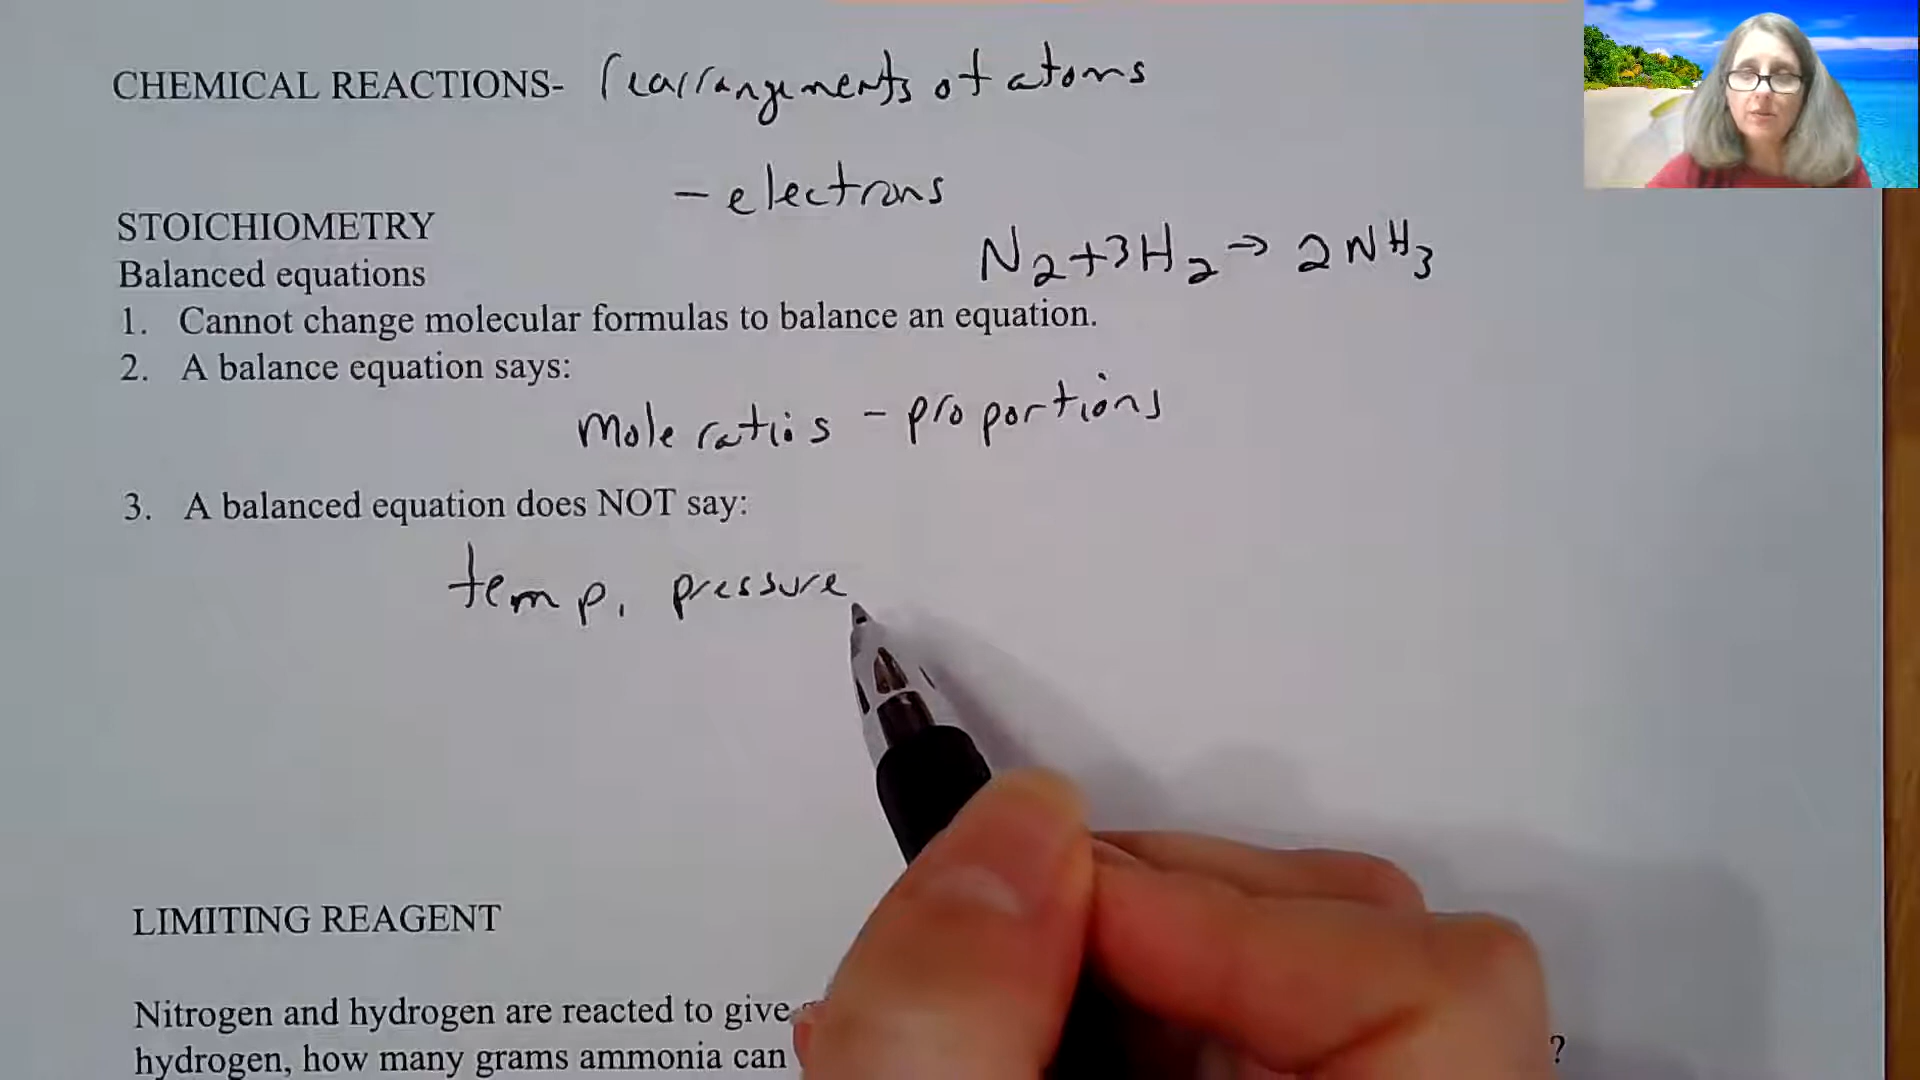 CHEMICAL REACTIONS- rearrangements of atoms
- electrons
STOICHIOMETRY
N2+3H2→ 2NH3
Balanced equations
1. Cannot change molecular formulas to balance an equation.
2. A balance equation says:
mole ratios - proportions
3. A balanced equation does NOT say:
temp, pressure
LIMITING REAGENT
Nitrogen and hydrogen are reacted to give
hydrogen, how many grams ammonia can ?